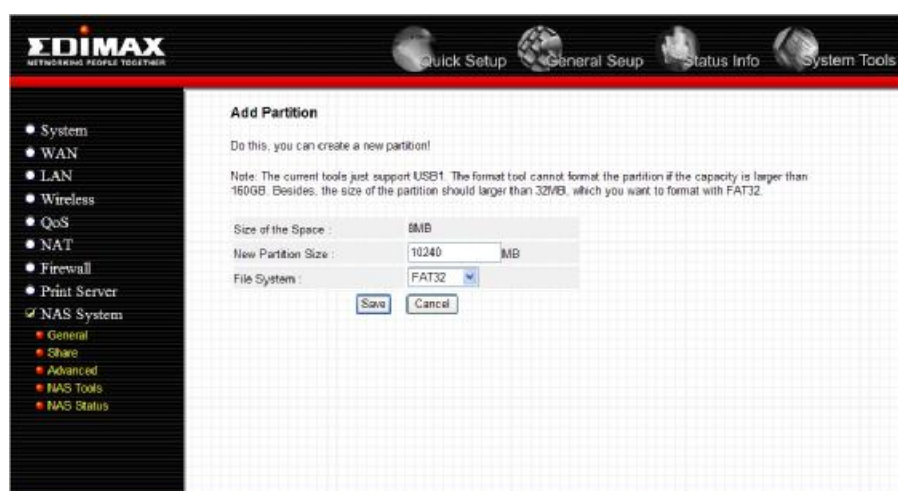 EDIMAX
NETWORKING PEOPLE TOGETHER
Quick Setup
General Seup
Status Info
System Tools
System
WAN
LAN
Wireless
QoS
NAT
Firewall
Print Server
NAS System
General
Share
Advanced
NAS Tools
NAS Status
Add Partition
Do this, you can create a new partition!
Note: The current tools just support USB1. The format tool cannot format the partition if the capacity is larger than
160GB. Besides, the size of the partition should larger than 32MB, which you want to format with FAT32.
Size of the Space : 8MB
New Partition Size : 10240 MB
File System : FAT32
Save Cancel